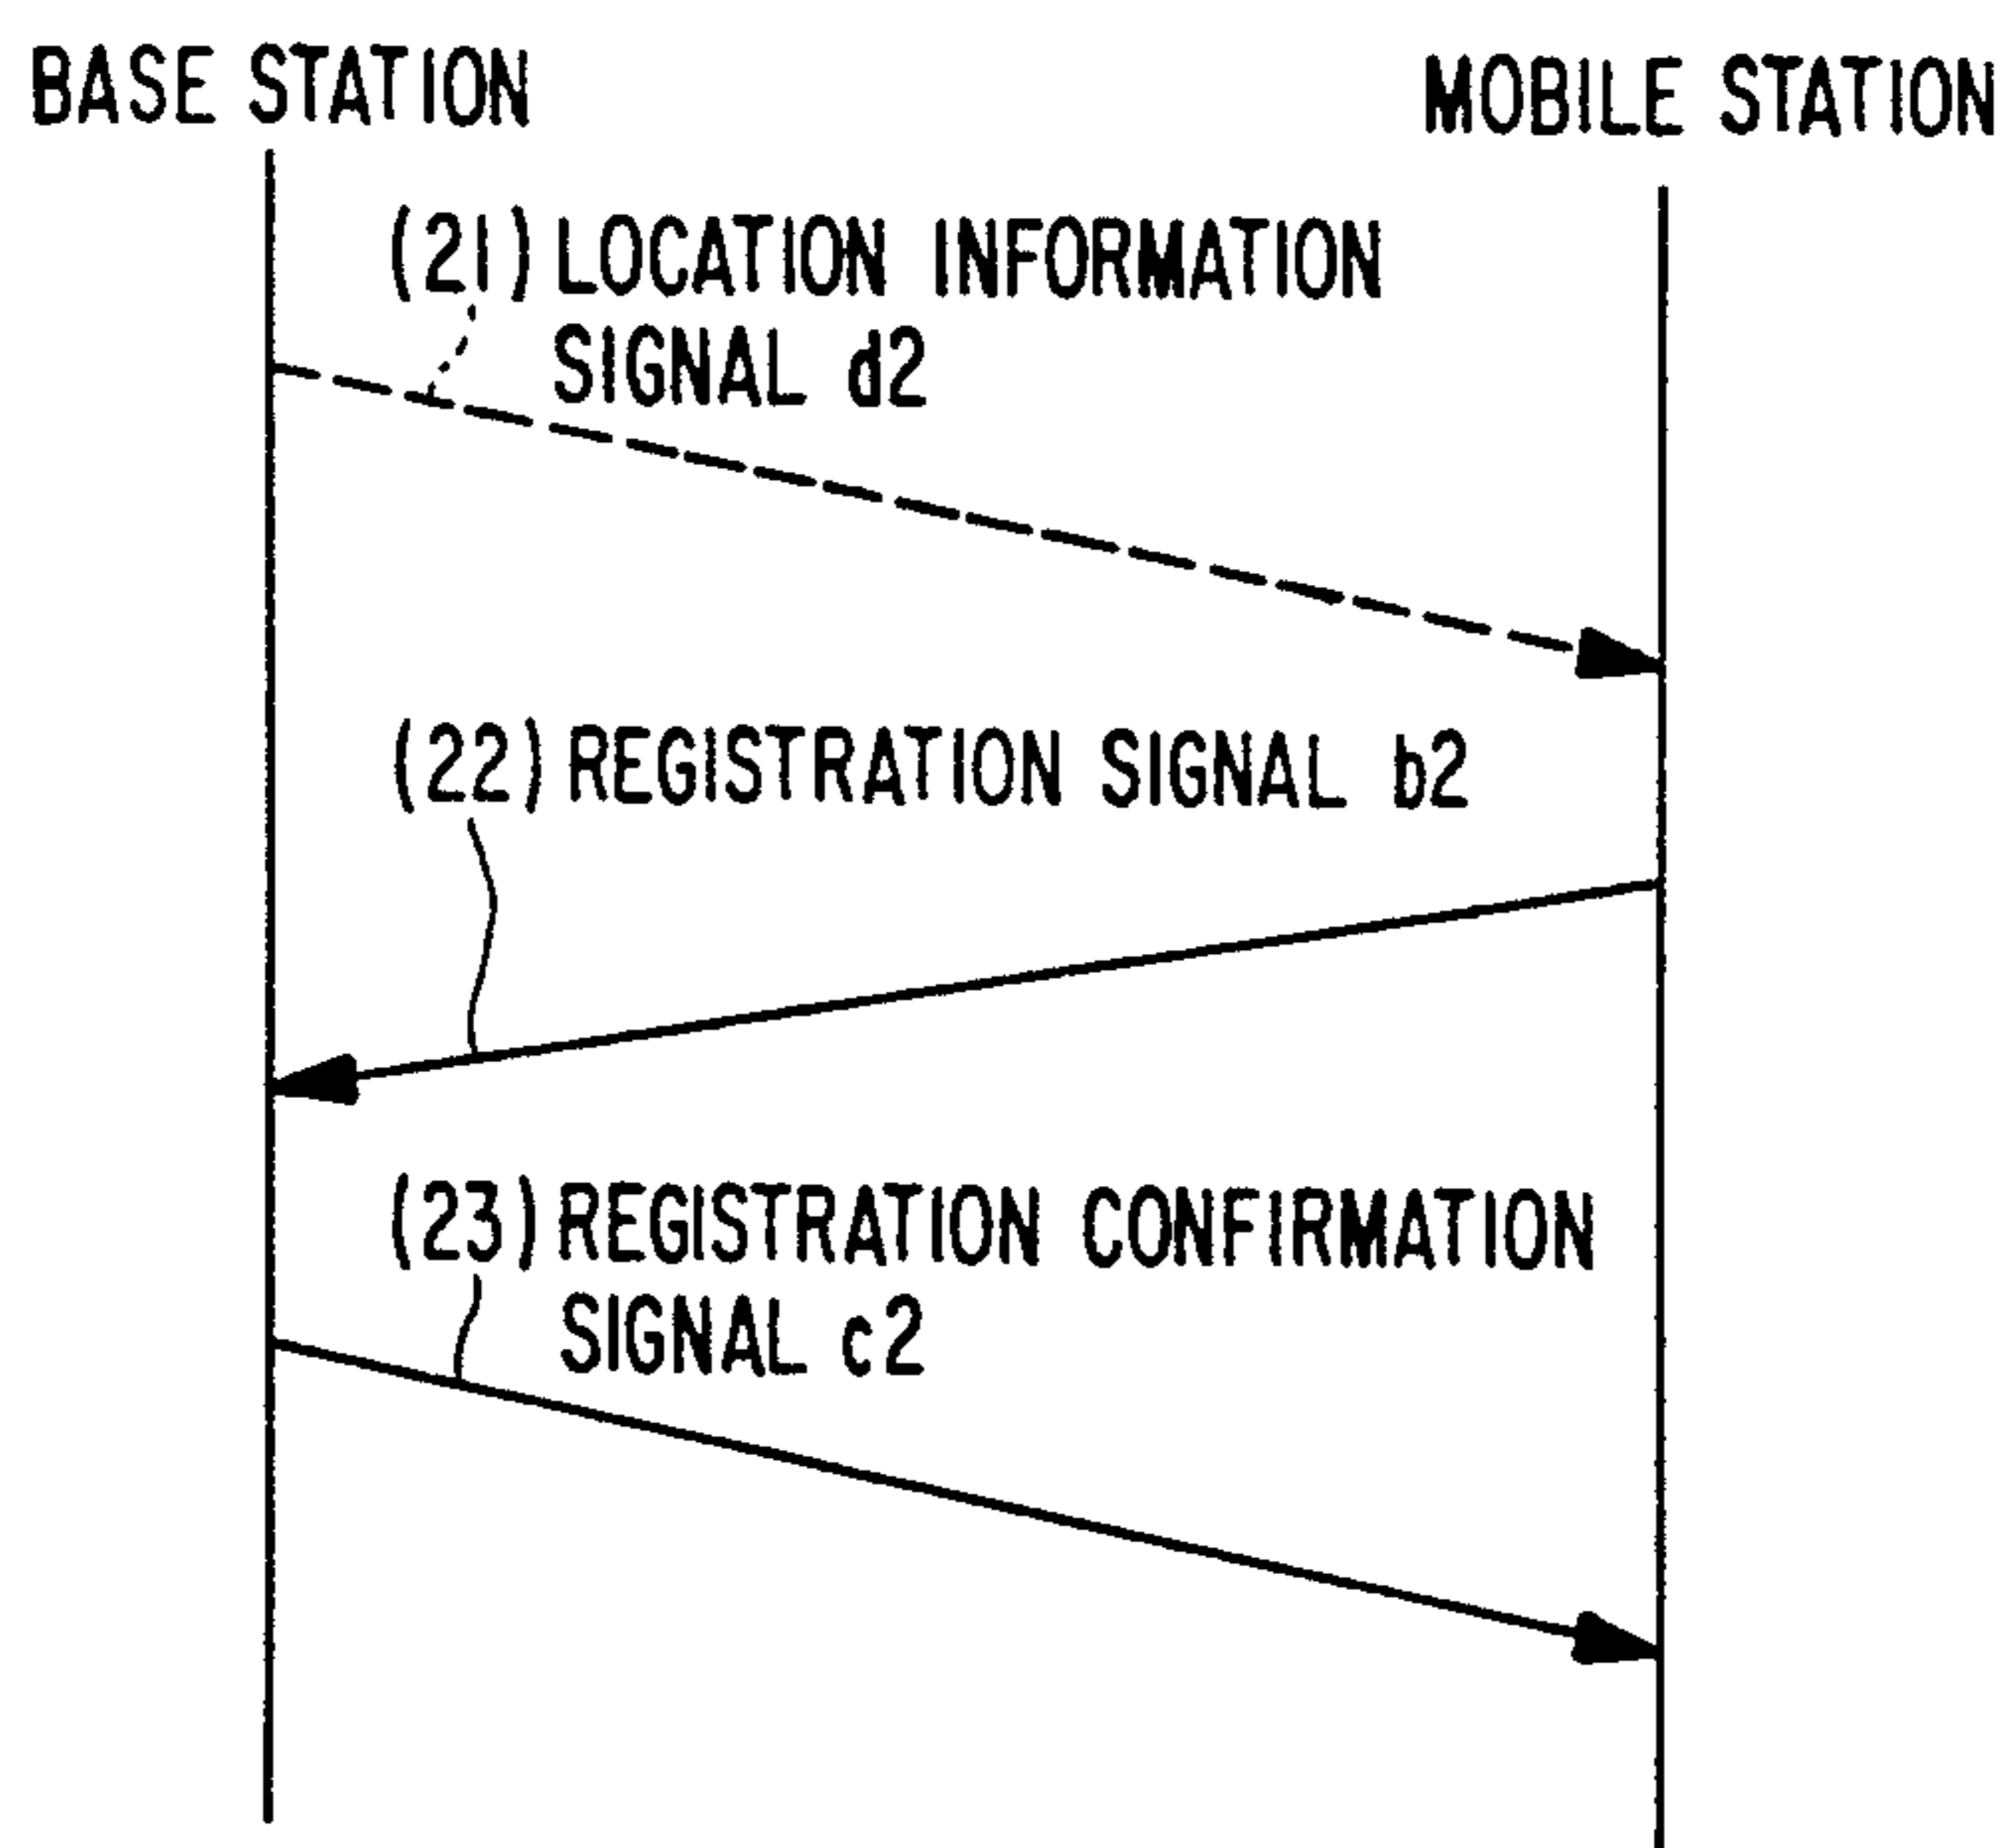 BASE STATION
MOBILE STATION
(21) LOCATION INFORMATION
SIGNAL d2
(22) REGISTRATION SIGNAL b2
(23) REGISTRATION CONFIRMATION
SIGNAL c2